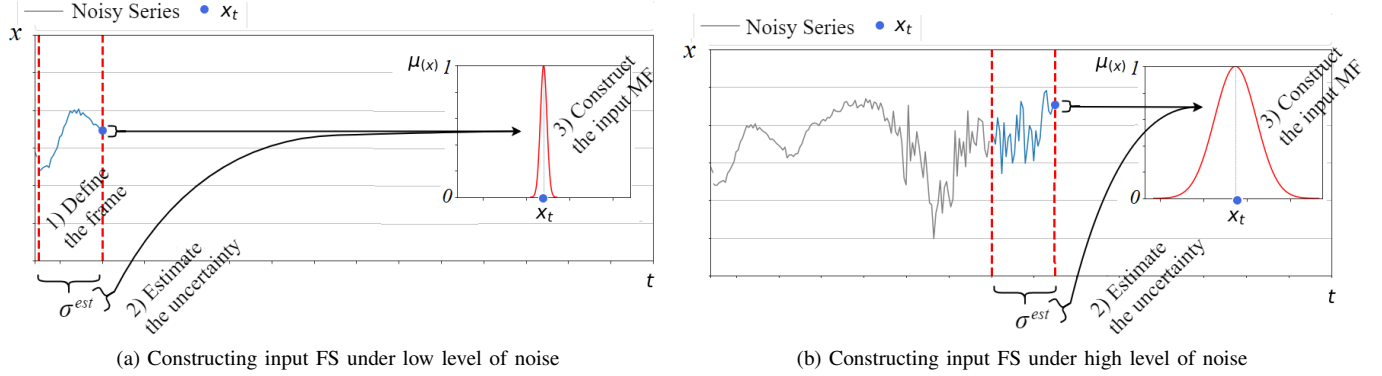 Noisy Series x_t
x
μ(x) 1
0
x_t
1) Define
the frame
2) Estimate
the uncertainty
3) Construct
the input MF
σ^est
t
(a) Constructing input FS under low level of noise
Noisy Series x_t
x
μ(x) 1
0
x_t
3) Construct
the input MF
2) Estimate
the uncertainty
σ^est
t
(b) Constructing input FS under high level of noise